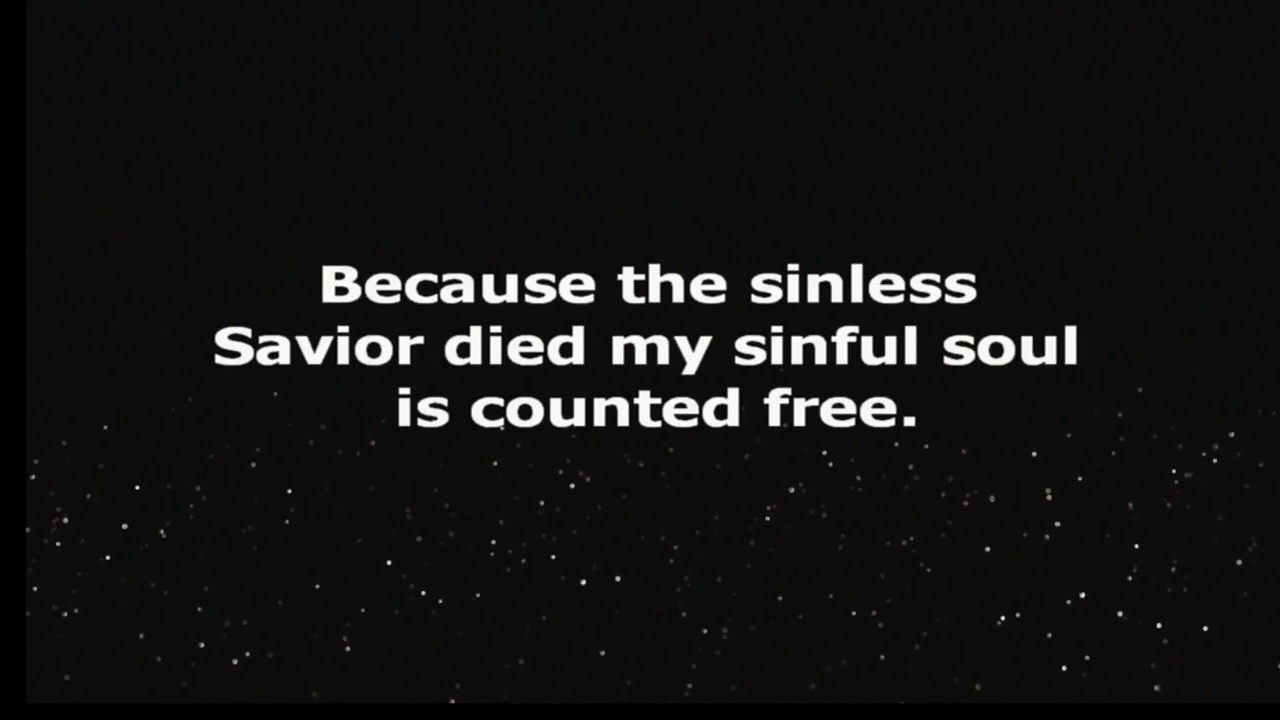 Because the sinless
Savior died my sinful soul
is counted free.